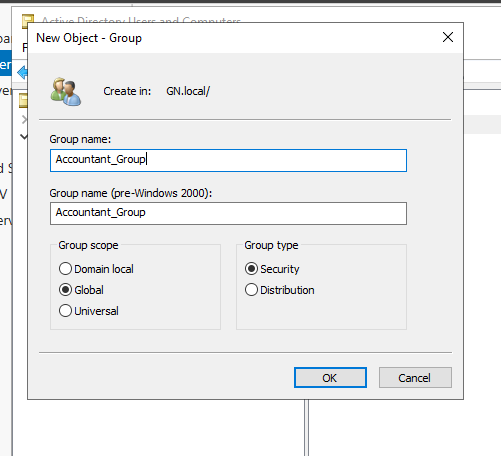 Active Directory Users and Computers
New Object - Group
Create in: GN.local/
Group name:
Accountant_Group
Group name (pre-Windows 2000):
Accountant_Group
Group scope
Domain local
Global
Universal
Group type
Security
Distribution
OK
Cancel